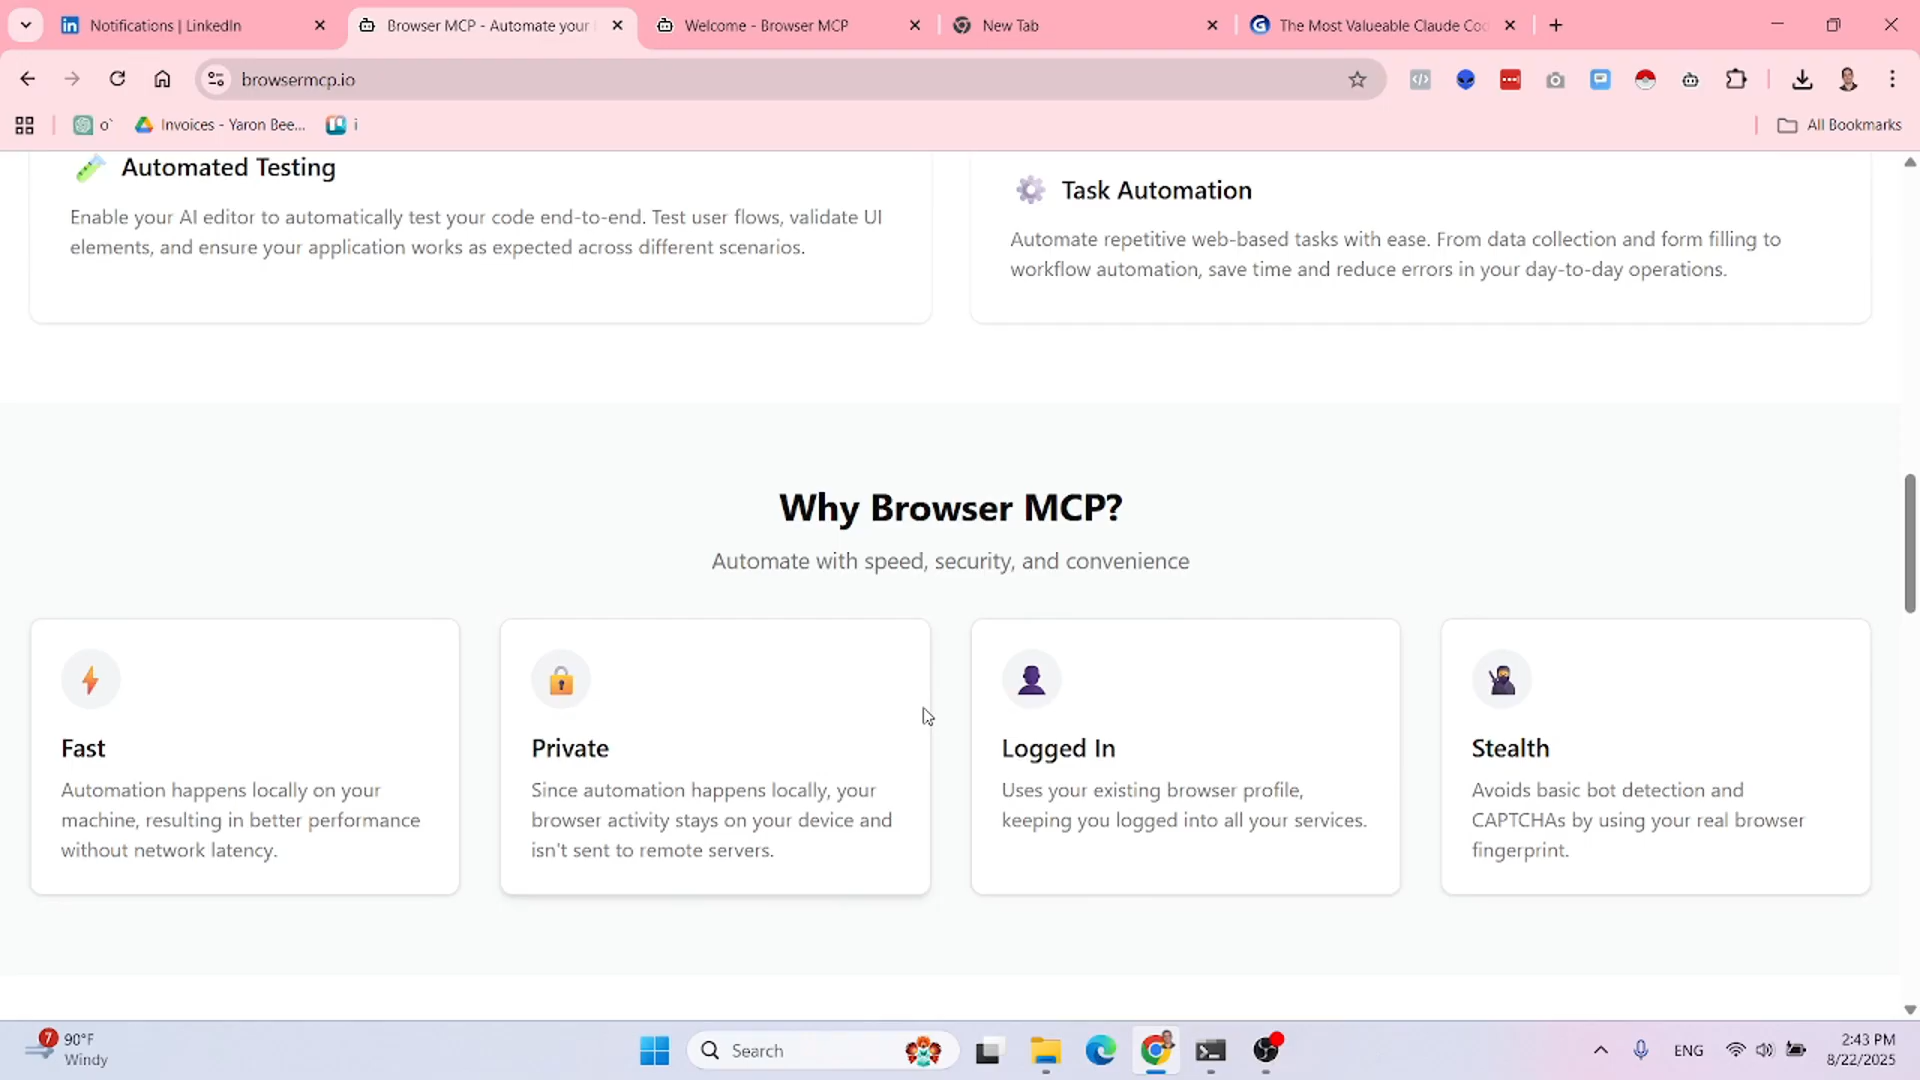 Notifications | LinkedIn
Browser MCP - Automate your
Welcome - Browser MCP
New Tab
The Most Valueable Claude Coo
browsermcp.io
o`
Invoices - Yaron Bee...
i
All Bookmarks
Automated Testing
Enable your AI editor to automatically test your code end-to-end. Test user flows, validate UI
elements, and ensure your application works as expected across different scenarios.
Task Automation
Automate repetitive web-based tasks with ease. From data collection and form filling to
workflow automation, save time and reduce errors in your day-to-day operations.
Why Browser MCP?
Automate with speed, security, and convenience
Fast
Automation happens locally on your
machine, resulting in better performance
without network latency.
Private
Since automation happens locally, your
browser activity stays on your device and
isn't sent to remote servers.
Logged In
Uses your existing browser profile,
keeping you logged into all your services.
Stealth
Avoids basic bot detection and
CAPTCHAs by using your real browser
fingerprint.
7
90°F
Windy
Search
ENG
2:43 PM
8/22/2025